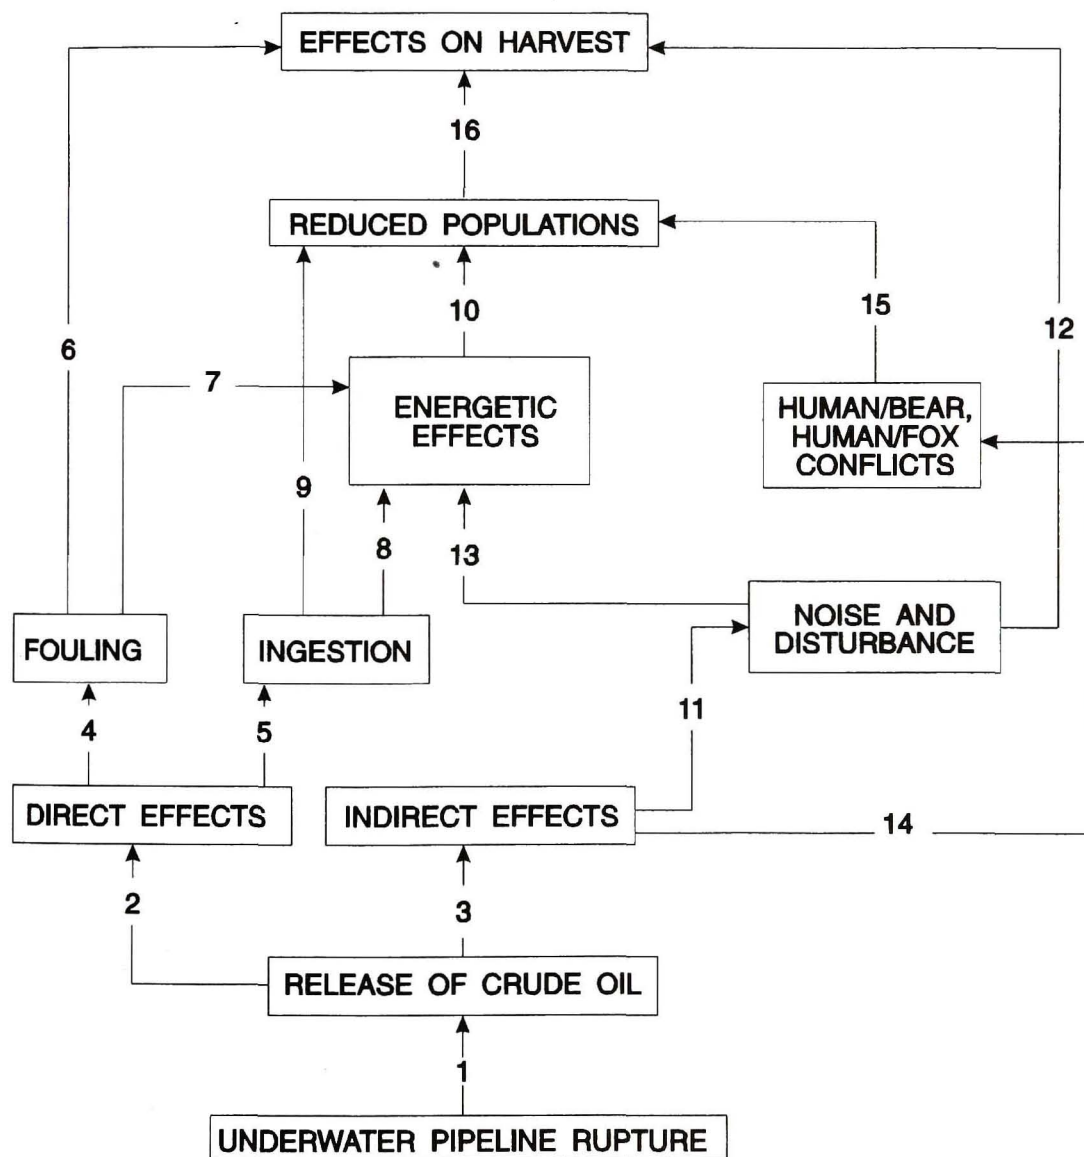 EFFECTS ON HARVEST
16
REDUCED POPULATIONS
10
15
12
6
7
ENERGETIC
EFFECTS
HUMAN/BEAR,
HUMAN/FOX
CONFLICTS
9
8
13
FOULING
INGESTION
NOISE AND
DISTURBANCE
4
5
11
DIRECT EFFECTS
INDIRECT EFFECTS
14
2
3
RELEASE OF CRUDE OIL
1
UNDERWATER PIPELINE RUPTURE